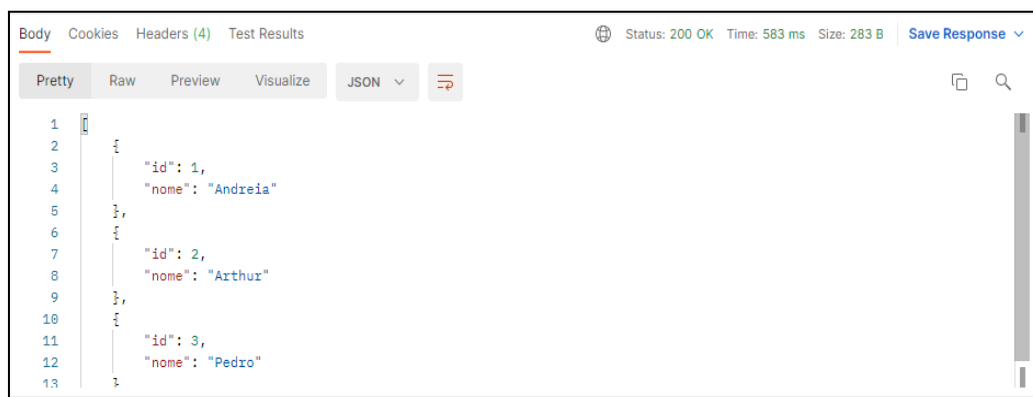 Body Cookies Headers (4) Test Results Status: 200 OK Time: 583 ms Size: 283 B Save Response
Pretty Raw Preview Visualize JSON
1 [
2 {
3 "id": 1,
4 "nome": "Andreia"
5 },
6 {
7 "id": 2,
8 "nome": "Arthur"
9 },
10 {
11 "id": 3,
12 "nome": "Pedro"
13 }